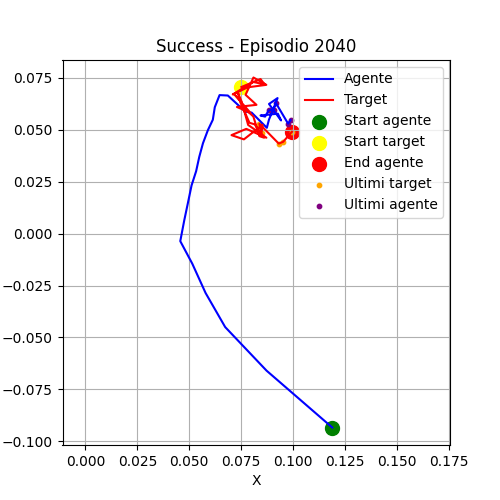 Success - Episodio 2040
Agente
Target
Start agente
Start target
End agente
Ultimi target
Ultimi agente
0.075
0.050
0.025
0.000
−0.025
−0.050
−0.075
−0.100
0.000 0.025 0.050 0.075 0.100 0.125 0.150 0.175
X